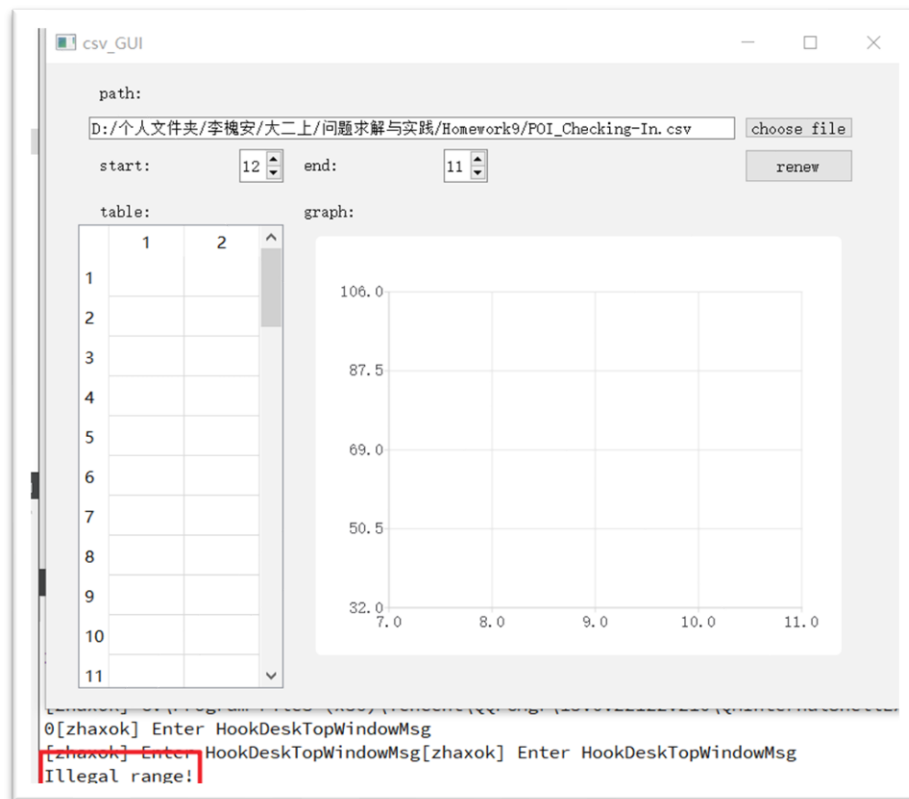 csv_GUI
path:
D:/个人文件夹/李槐安/大二上/问题求解与实践/Homework9/POI_Checking-In.csv choose file
start: 12 end: 11 renew
table: graph:
1 2
1
2
3
4
5
6
7
8
9
10
11
106.0
87.5
69.0
50.5
32.0
7.0 8.0 9.0 10.0 11.0
0[zhaxok] Enter HookDeskTopWindowMsg
[zhaxok] Enter HookDeskTopWindowMsg[zhaxok] Enter HookDeskTopWindowMsg
Illegal range!